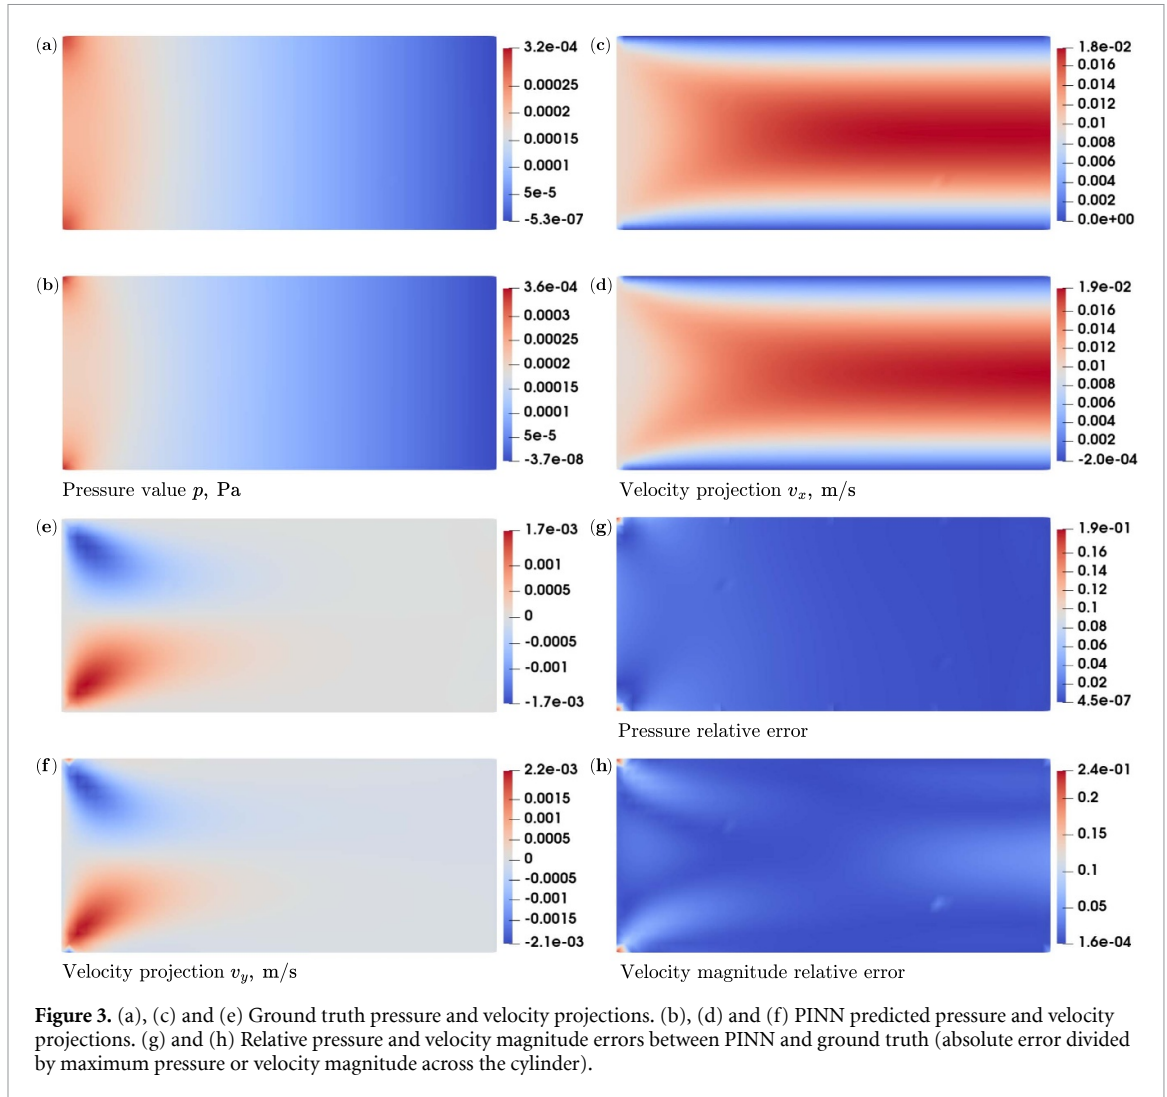 (a)
3.2e-04
0.00025
0.0002
0.00015
0.0001
5e-5
-5.3e-07
(c)
1.8e-02
0.016
0.014
0.012
0.01
0.008
0.006
0.004
0.002
0.0e+00
(b)
3.6e-04
0.0003
0.00025
0.0002
0.00015
0.0001
5e-5
-3.7e-08
Pressure value p, Pa
(d)
1.9e-02
0.016
0.014
0.012
0.01
0.008
0.006
0.004
0.002
-2.0e-04
Velocity projection vₓ, m/s
(e)
1.7e-03
0.001
0.0005
0
-0.0005
-0.001
-1.7e-03
(g)
1.9e-01
0.16
0.14
0.12
0.1
0.08
0.06
0.04
0.02
4.5e-07
Pressure relative error
(f)
2.2e-03
0.0015
0.001
0.0005
0
-0.0005
-0.001
-0.0015
-2.1e-03
Velocity projection v_y, m/s
(h)
2.4e-01
0.2
0.15
0.1
0.05
1.6e-04
Velocity magnitude relative error
Figure 3. (a), (c) and (e) Ground truth pressure and velocity projections. (b), (d) and (f) PINN predicted pressure and velocity
projections. (g) and (h) Relative pressure and velocity magnitude errors between PINN and ground truth (absolute error divided
by maximum pressure or velocity magnitude across the cylinder).